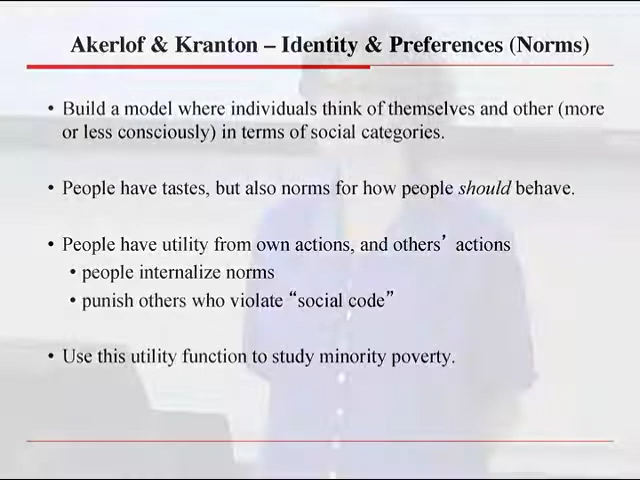 Akerlof & Kranton – Identity & Preferences (Norms)
• Build a model where individuals think of themselves and other (more
or less consciously) in terms of social categories.
• People have tastes, but also norms for how people should behave.
• People have utility from own actions, and others’ actions
• people internalize norms
• punish others who violate “social code”
• Use this utility function to study minority poverty.